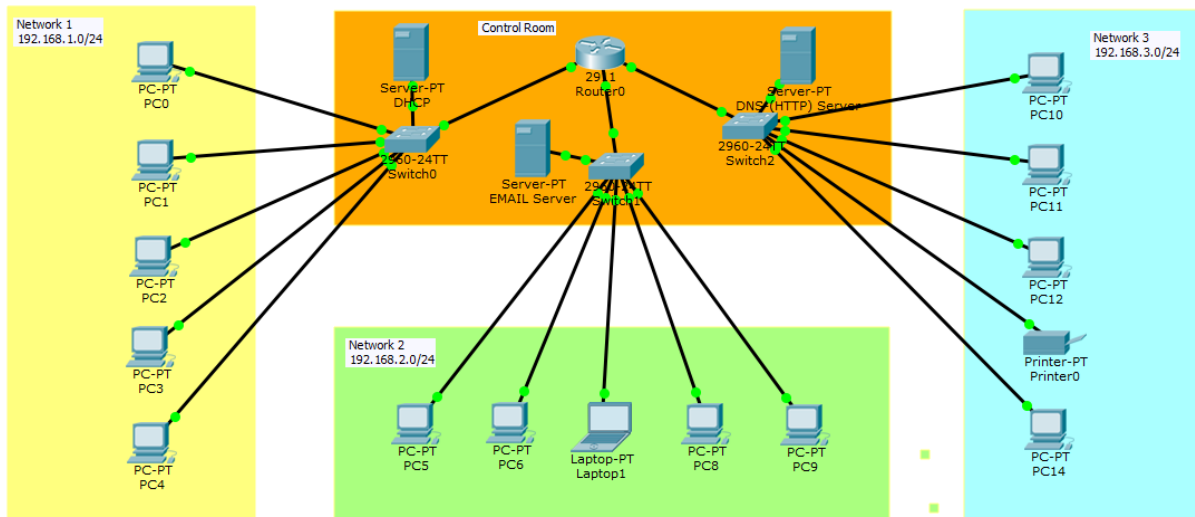 Network 1
192.168.1.0/24
PC-PT
PC0
PC-PT
PC1
PC-PT
PC2
PC-PT
PC3
PC-PT
PC4
Control Room
Server-PT
DHCP
2911
Router0
Server-PT
DNS-(HTTP) Server
2960-24TT
Switch0
Server-PT
EMAIL Server
2960-24TT
Switch1
2960-24TT
Switch2
Network 2
192.168.2.0/24
PC-PT
PC5
PC-PT
PC6
Laptop-PT
Laptop1
PC-PT
PC8
PC-PT
PC9
Network 3
192.168.3.0/24
PC-PT
PC10
PC-PT
PC11
PC-PT
PC12
Printer-PT
Printer0
PC-PT
PC14